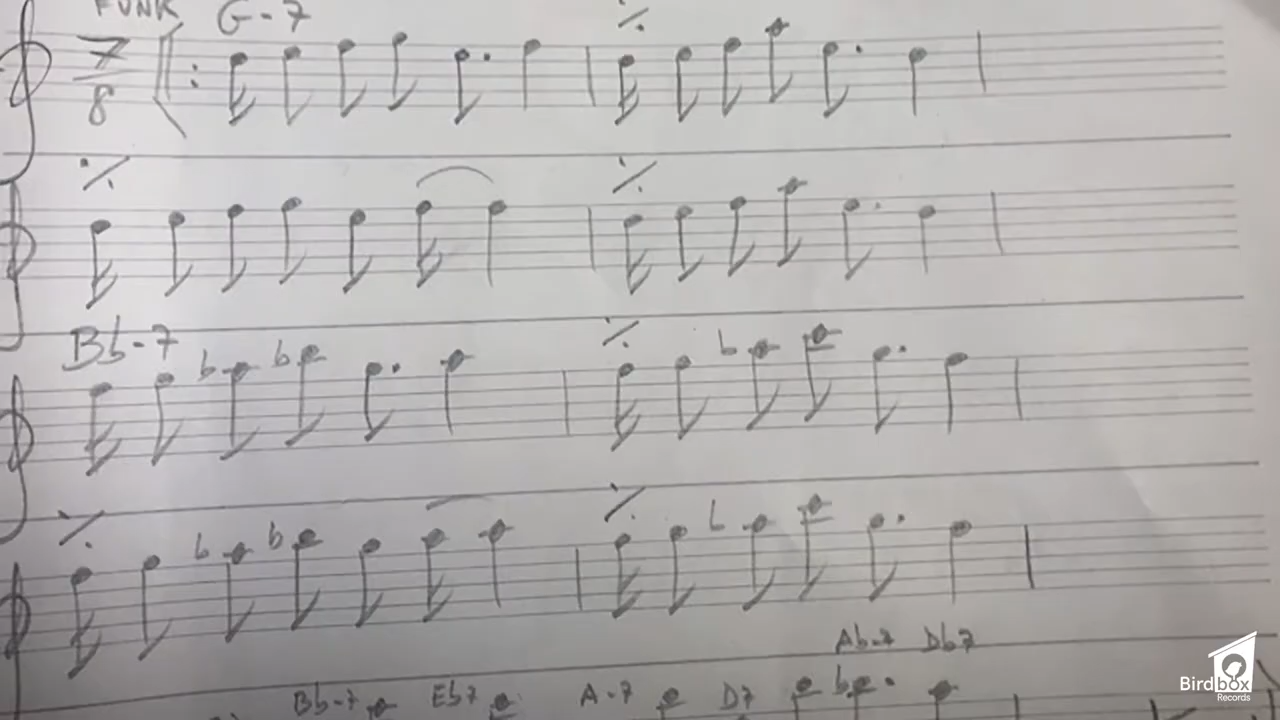 FUNK G-7 ٪
7
8
٪ ٪
Bb-7 ٪
٪ ٪
Ab-7 Db7
Bb-7 Eb7 A-7 D7
Birdbox
Records